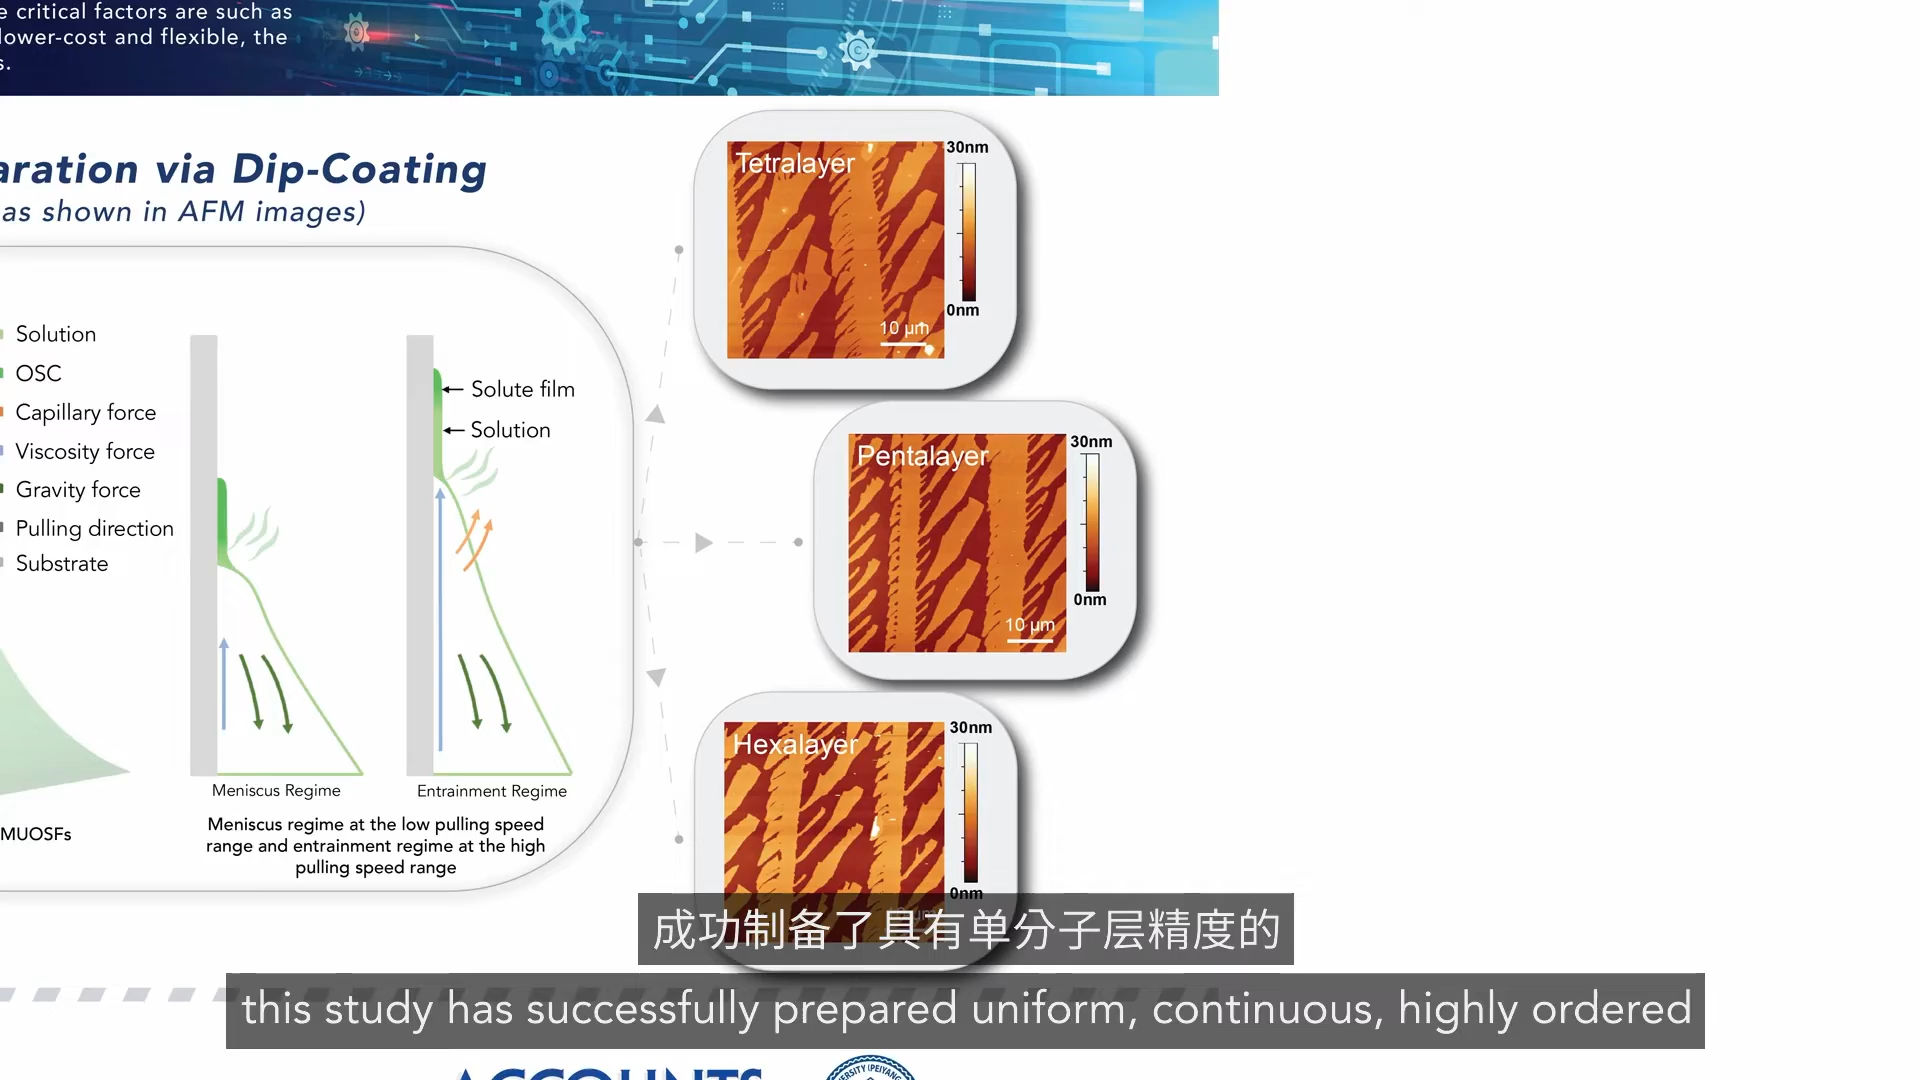 e critical factors are such as
lower-cost and flexible, the
s.
aration via Dip-Coating
as shown in AFM images)
Solution
OSC
Capillary force
Viscosity force
Gravity force
Pulling direction
Substrate
MUOSFs
Solute film
Solution
Meniscus Regime
Entrainment Regime
Meniscus regime at the low pulling speed
range and entrainment regime at the high
pulling speed range
Tetralayer
30nm
0nm
10 µm
Pentalayer
30nm
0nm
10 µm
Hexalayer
30nm
0nm
成功制备了具有单分子层精度的
this study has successfully prepared uniform, continuous, highly ordered
ACCOUNTS